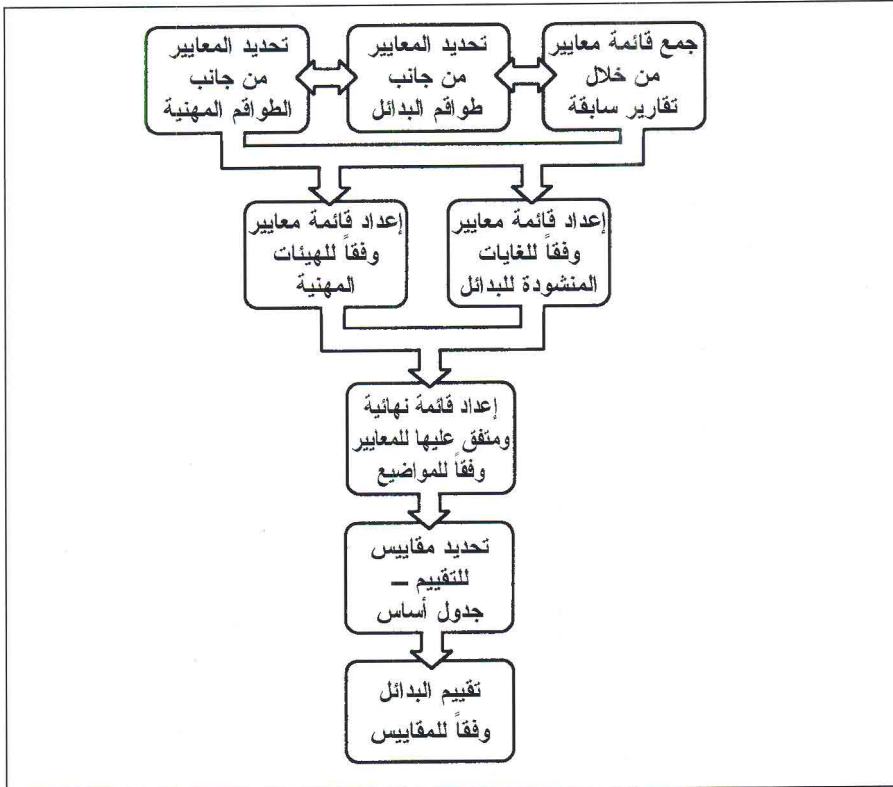 جمع قائمة معايير
من خلال
تقارير سابقة
تحديد المعايير
من جانب
طواقم البدائل
تحديد المعايير
من جانب
الطواقم المهنية
إعداد قائمة معايير
وفقاً للغايات
المنشودة للبدائل
إعداد قائمة معايير
وفقاً للهيئات
المهنية
إعداد قائمة نهائية
ومتفق عليها للمعايير
وفقاً للمواضيع
تحديد مقاييس
للتقييم –
جدول أساس
تقييم البدائل
وفقاً للمقاييس